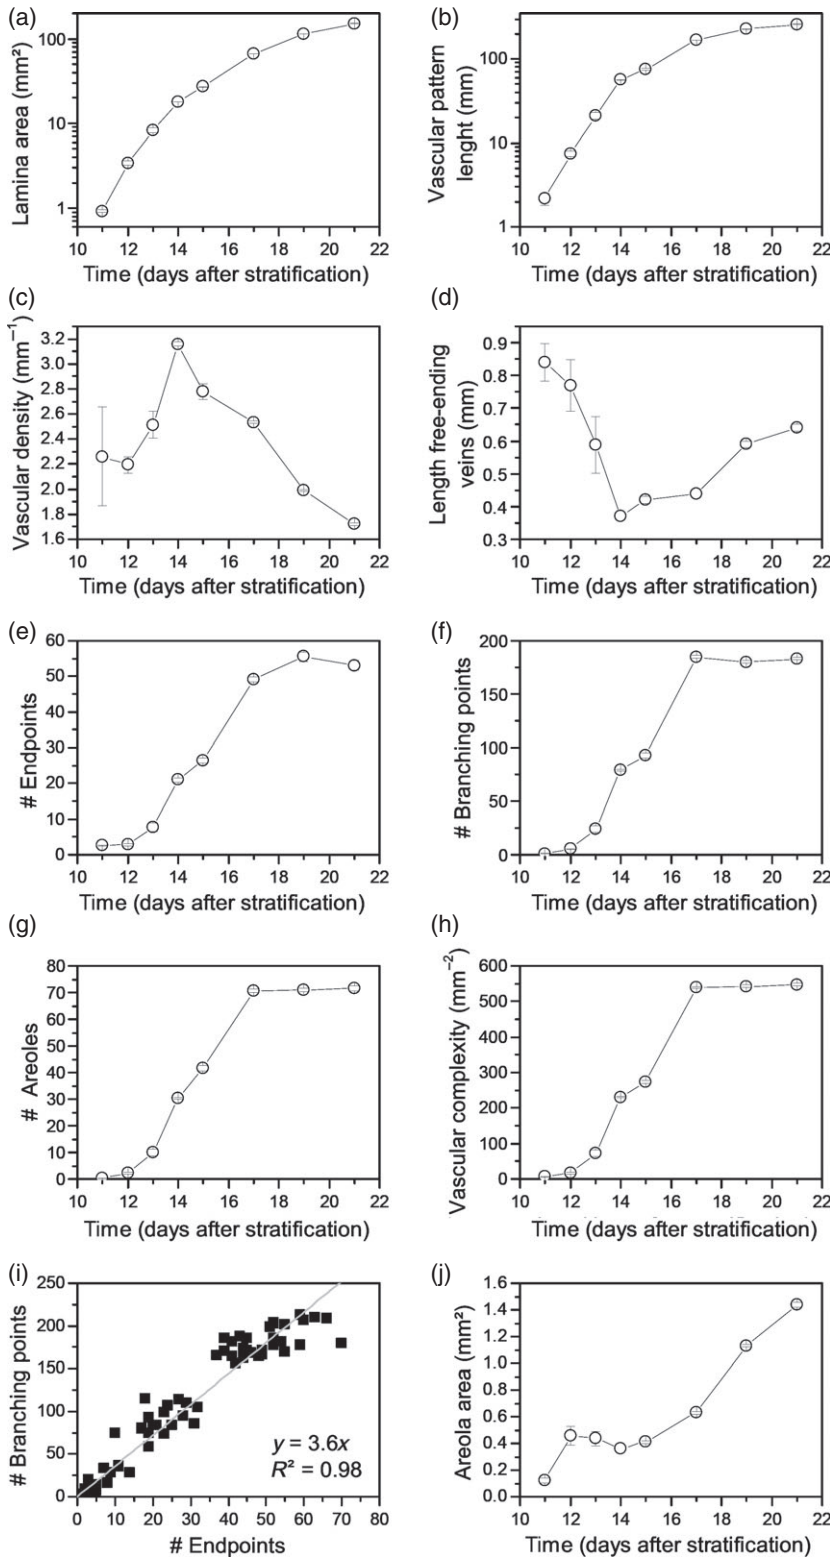 (a)
Lamina area (mm²)
100
10
1
10 12 14 16 18 20 22
Time (days after stratification)
(b)
Vascular pattern
lenght (mm)
100
10
1
10 12 14 16 18 20 22
Time (days after stratification)
(c)
Vascular density (mm⁻¹)
3.2
3.0
2.8
2.6
2.4
2.2
2.0
1.8
1.6
10 12 14 16 18 20 22
Time (days after stratification)
(d)
Length free-ending
veins (mm)
0.9
0.8
0.7
0.6
0.5
0.4
0.3
10 12 14 16 18 20 22
Time (days after stratification)
(e)
# Endpoints
60
50
40
30
20
10
0
10 12 14 16 18 20 22
Time (days after stratification)
(f)
# Branching points
200
150
100
50
0
10 12 14 16 18 20 22
Time (days after stratification)
(g)
# Areoles
80
70
60
50
40
30
20
10
0
10 12 14 16 18 20 22
Time (days after stratification)
(h)
Vascular complexity (mm⁻²)
600
500
400
300
200
100
0
10 12 14 16 18 20 22
Time (days after stratification)
(i)
# Branching points
250
200
150
100
50
0
y = 3.6x
R² = 0.98
0 10 20 30 40 50 60 70 80
# Endpoints
(j)
Areola area (mm²)
1.6
1.4
1.2
1.0
0.8
0.6
0.4
0.2
0.0
10 12 14 16 18 20 22
Time (days after stratification)